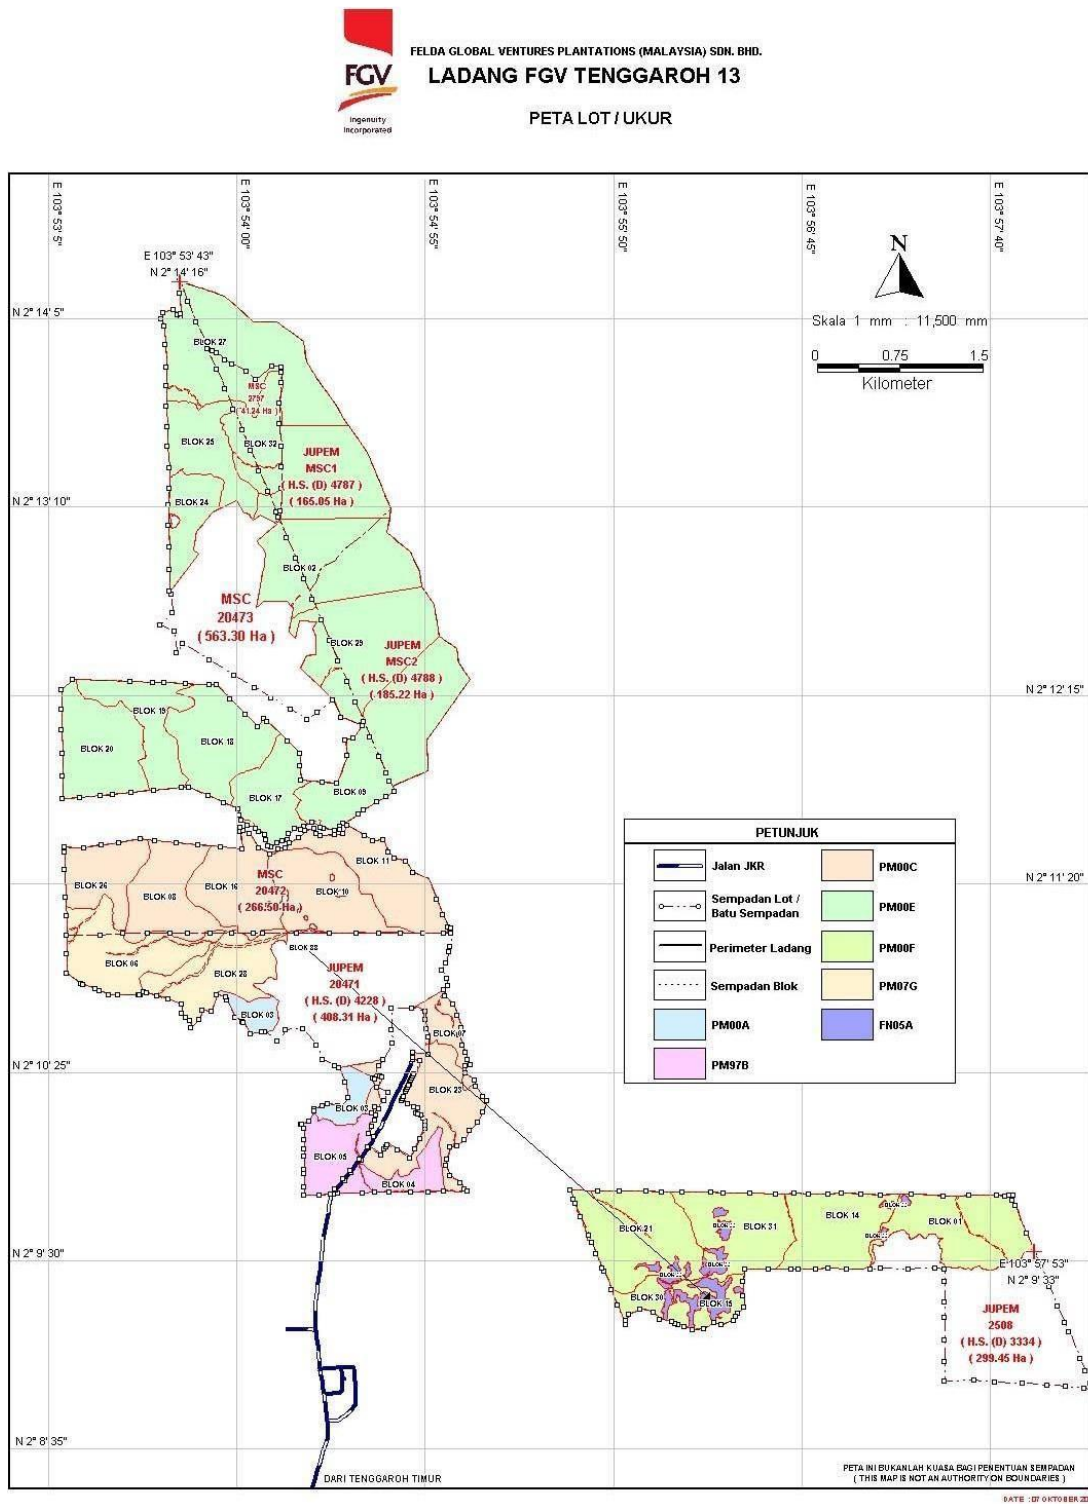 FGV
Ingenuity
Incorporated
FELDA GLOBAL VENTURES PLANTATIONS (MALAYSIA) SDN. BHD.
LADANG FGV TENGGAROH 13
PETA LOT / UKUR
E 103° 53' 5"
E 103° 54' 00"
E 103° 54' 55"
E 103° 55' 50"
E 103° 56' 45"
E 103° 57' 40"
E 103° 53' 43"
N 2° 14' 16"
N
N 2° 14' 5"
Skala 1 mm : 11,500 mm
0 0.75 1.5
Kilometer
BLOK 27
MSC
3797
( 41.24 Ha )
BLOK 25
BLOK 32
JUPEM
MSC1
( H.S. (D) 4787 )
( 165.05 Ha )
N 2° 13' 10"
BLOK 24
BLOK 02
MSC
20473
( 563.30 Ha )
BLOK 29
JUPEM
MSC2
( H.S. (D) 4788 )
( 185.22 Ha )
N 2° 12' 15"
BLOK 19
BLOK 20
BLOK 18
BLOK 17
BLOK 09
PETUNJUK
Jalan JKR
PM00C
Sempadan Lot /
Batu Sempadan
PM00E
Perimeter Ladang
PM00F
Sempadan Blok
PM07G
PM00A
FN05A
PM97B
BLOK 11
MSC
20472
( 266.50 Ha )
N 2° 11' 20"
BLOK 26
BLOK 08
BLOK 16
BLOK 10
BLOK 33
BLOK 06
BLOK 28
JUPEM
20471
( H.S. (D) 4228 )
( 408.31 Ha )
BLOK 03
BLOK 07
N 2° 10' 25"
BLOK 23
BLOK 03
BLOK 05
BLOK 04
BLOK 21
BLOK 31
BLOK 14
BLOK 01
N 2° 9' 30"
E 103° 57' 53"
N 2° 9' 33"
BLOK 30
BLOK 15
JUPEM
2508
( H.S. (D) 3334 )
( 299.45 Ha )
N 2° 8' 35"
DARI TENGGAROH TIMUR
PETA INI BUKANLAH KUASA BAGI PENENTUAN SEMPADAN
( THIS MAP IS NOT AN AUTHORITY ON BOUNDARIES )
DATE : 07 OKTOBER